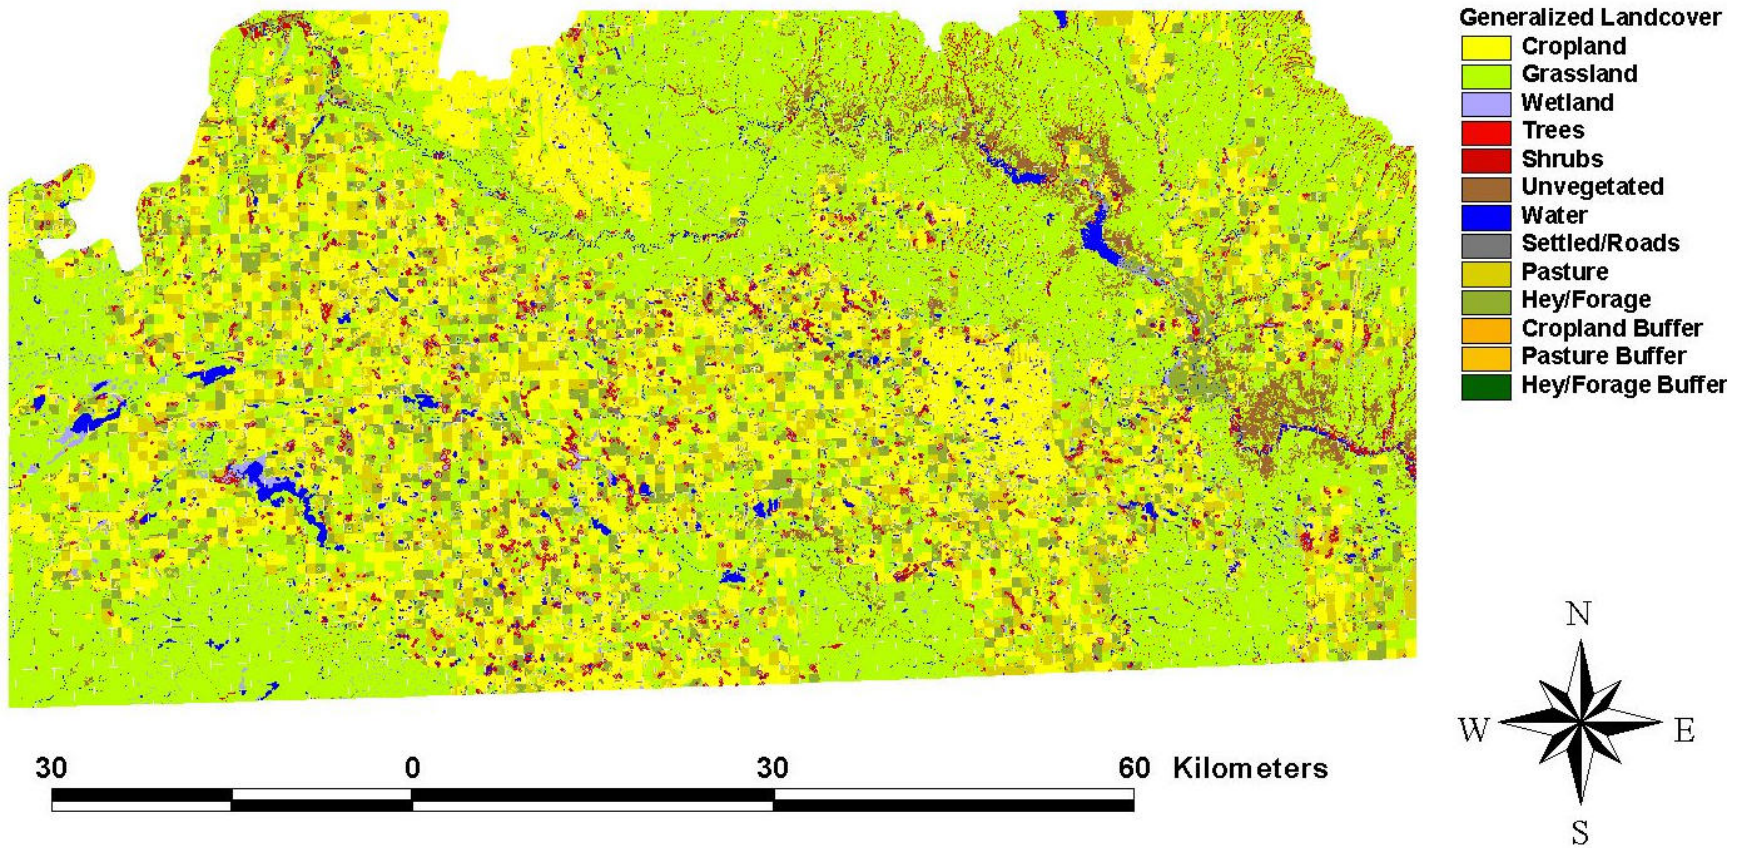 Generalized Landcover
Cropland
Grassland
Wetland
Trees
Shrubs
Unvegetated
Water
Settled/Roads
Pasture
Hey/Forage
Cropland Buffer
Pasture Buffer
Hey/Forage Buffer
N
W E
S
30 0 30 60 Kilometers